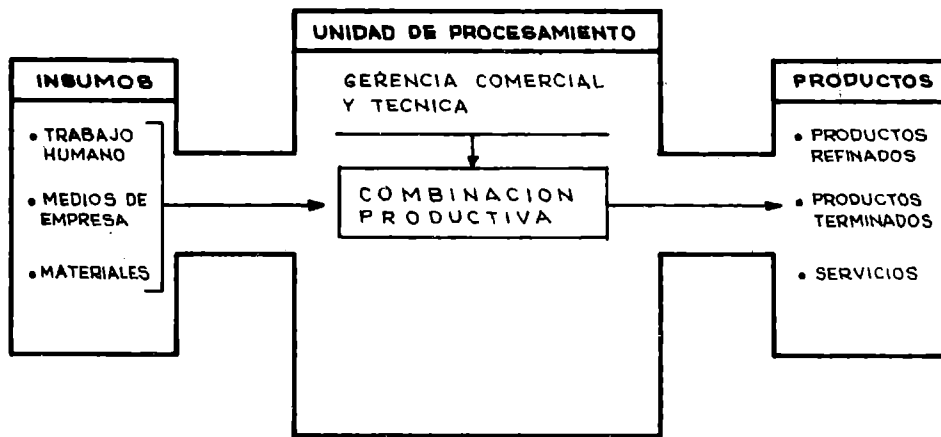 UNIDAD DE PROCESAMIENTO
INSUMOS
GERENCIA COMERCIAL
Y TECNICA
PRODUCTOS
• TRABAJO
HUMANO
• MEDIOS DE
EMPRESA
• MATERIALES
COMBINACION
PRODUCTIVA
• PRODUCTOS
REFINADOS
• PRODUCTOS
TERMINADOS
• SERVICIOS